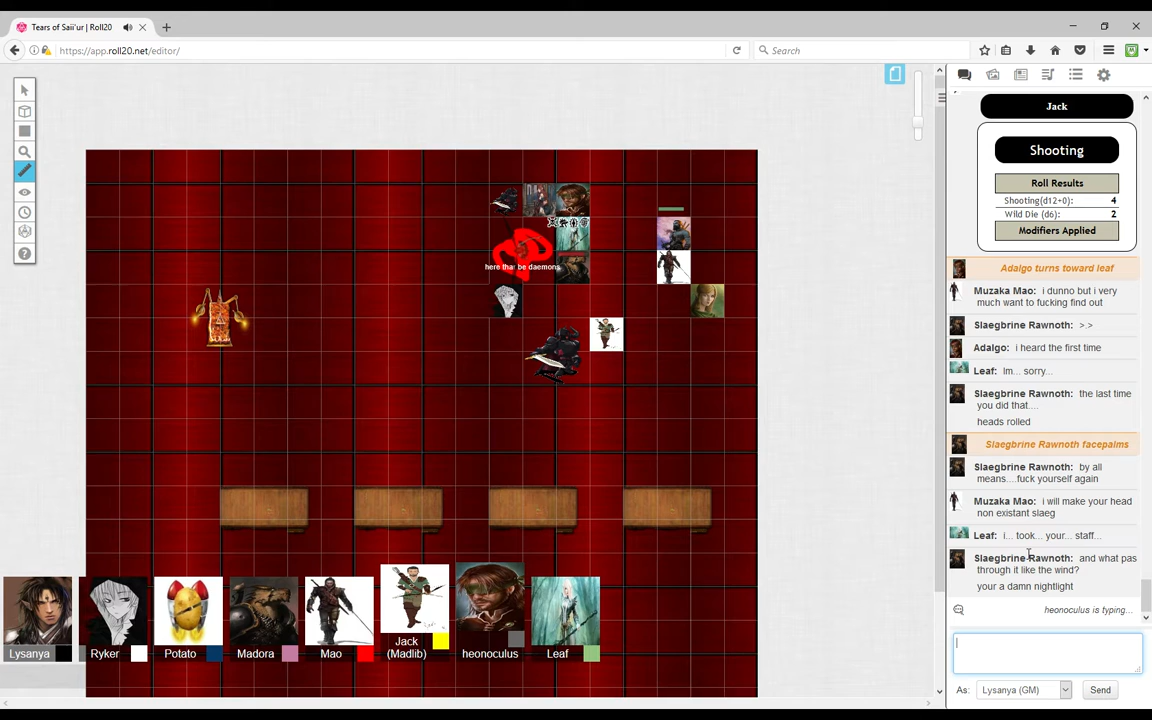 Tears of Saii'ur | Roll20
https://app.roll20.net/editor/
Search
here thar be daemons
Lysanya
Ryker
Potato
Madora
Mao
Jack
(Madlib)
heonoculus
Leaf
Jack
Shooting
Roll Results
Shooting(d12+0): 4
Wild Die (d6): 2
Modifiers Applied
Adalgo turns toward leaf
Muzaka Mao: i dunno but i very
much want to fucking find out
Slaegbrine Rawnoth: >.>
Adalgo: i heard the first time
Leaf: Im... sorry...
Slaegbrine Rawnoth: the last time
you did that....
heads rolled
Slaegbrine Rawnoth facepalms
Slaegbrine Rawnoth: by all
means....fuck yourself again
Muzaka Mao: i will make your head
non existant slaeg
Leaf: i... took... your... staff...
Slaegbrine Rawnoth: and what pas
through it like the wind?
your a damn nightlight
heonoculus is typing...
As: Lysanya (GM)
Send